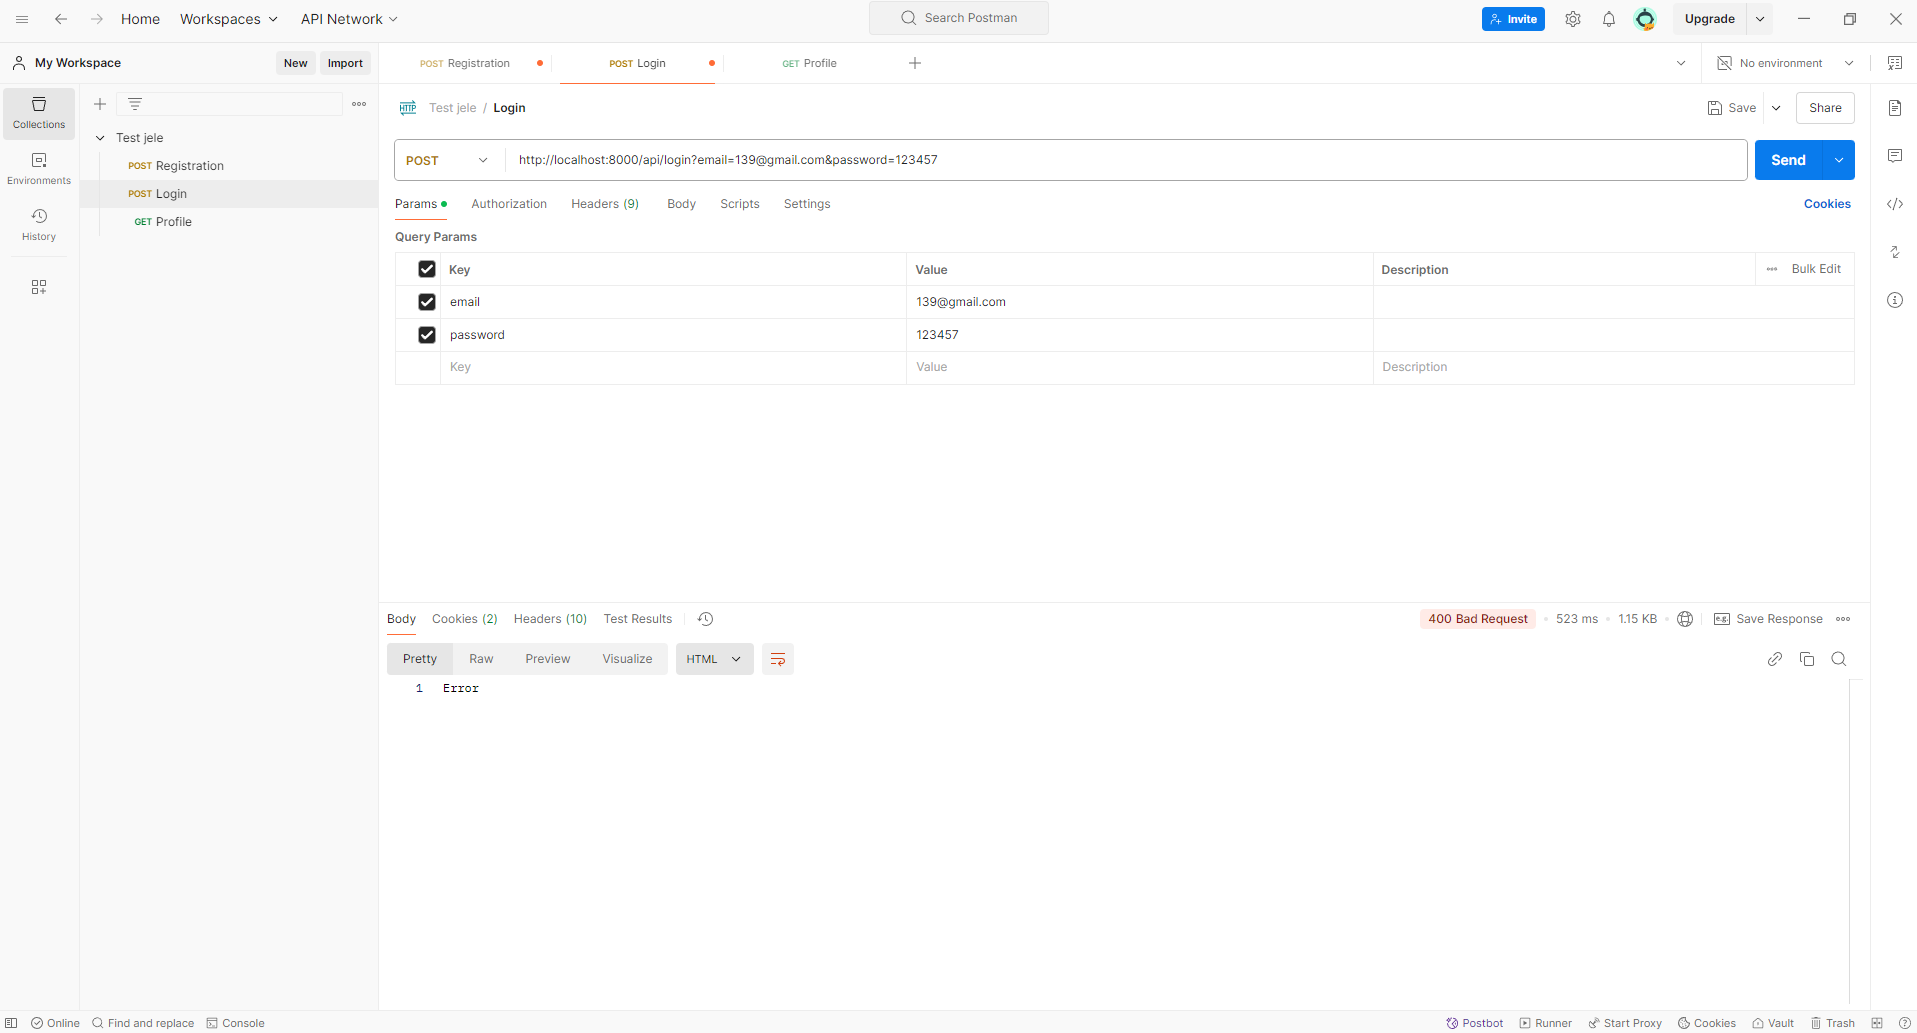 Home Workspaces API Network Search Postman Invite Upgrade
My Workspace New Import POST Registration POST Login GET Profile No environment
Collections
Environments
History
Test jele
POST Registration
POST Login
GET Profile
HTTP Test jele / Login Save Share
POST http://localhost:8000/api/login?email=139@gmail.com&password=123457 Send
Params Authorization Headers (9) Body Scripts Settings Cookies
Query Params
Key Value Description Bulk Edit
email 139@gmail.com
password 123457
Key Value Description
Body Cookies (2) Headers (10) Test Results 400 Bad Request 523 ms 1.15 KB e.g. Save Response
Pretty Raw Preview Visualize HTML
1 Error
Online Find and replace Console Postbot Runner Start Proxy Cookies Vault Trash